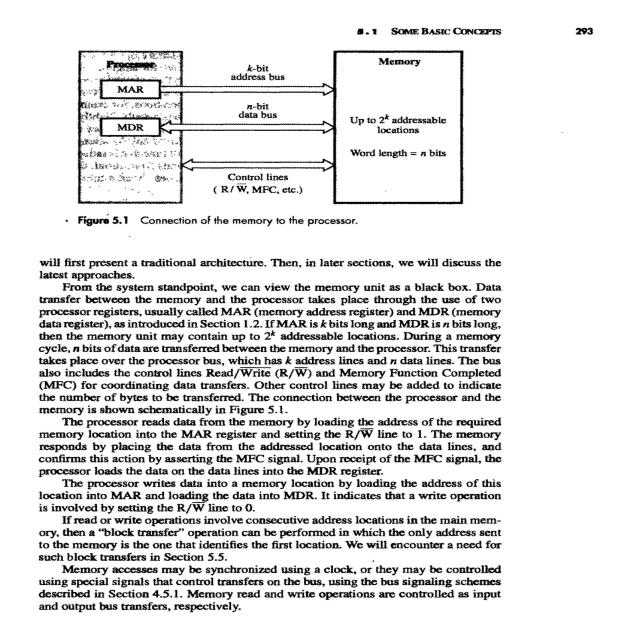 5.1 SOME BASIC CONCEPTS 293
Processor
Memory
k-bit
address bus
MAR
n-bit
data bus
MDR
Up to 2^k addressable
locations
Word length = n bits
Control lines
( R / W̅, MFC, etc.)
Figure 5.1 Connection of the memory to the processor.
will first present a traditional architecture. Then, in later sections, we will discuss the
latest approaches.
From the system standpoint, we can view the memory unit as a black box. Data
transfer between the memory and the processor takes place through the use of two
processor registers, usually called MAR (memory address register) and MDR (memory
data register), as introduced in Section 1.2. If MAR is k bits long and MDR is n bits long,
then the memory unit may contain up to 2^k addressable locations. During a memory
cycle, n bits of data are transferred between the memory and the processor. This transfer
takes place over the processor bus, which has k address lines and n data lines. The bus
also includes the control lines Read/W̅r̅i̅t̅e̅ (R/W̅) and Memory Function Completed
(MFC) for coordinating data transfers. Other control lines may be added to indicate
the number of bytes to be transferred. The connection between the processor and the
memory is shown schematically in Figure 5.1.
The processor reads data from the memory by loading the address of the required
memory location into the MAR register and setting the R/W̅ line to 1. The memory
responds by placing the data from the addressed location onto the data lines, and
confirms this action by asserting the MFC signal. Upon receipt of the MFC signal, the
processor loads the data on the data lines into the MDR register.
The processor writes data into a memory location by loading the address of this
location into MAR and loading the data into MDR. It indicates that a write operation
is involved by setting the R/W̅ line to 0.
If read or write operations involve consecutive address locations in the main mem-
ory, then a “block transfer” operation can be performed in which the only address sent
to the memory is the one that identifies the first location. We will encounter a need for
such block transfers in Section 5.5.
Memory accesses may be synchronized using a clock, or they may be controlled
using special signals that control transfers on the bus, using the bus signaling schemes
described in Section 4.5.1. Memory read and write operations are controlled as input
and output bus transfers, respectively.